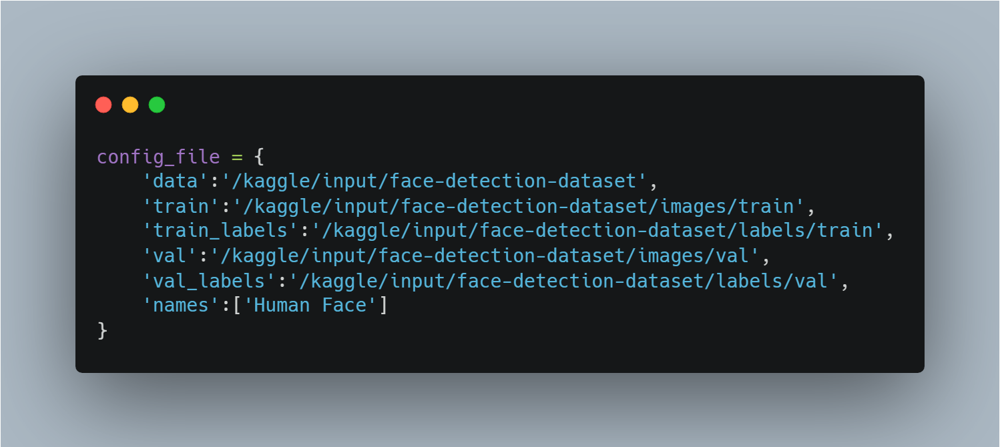 config_file = {
    'data':'/kaggle/input/face-detection-dataset',
    'train':'/kaggle/input/face-detection-dataset/images/train',
    'train_labels':'/kaggle/input/face-detection-dataset/labels/train',
    'val':'/kaggle/input/face-detection-dataset/images/val',
    'val_labels':'/kaggle/input/face-detection-dataset/labels/val',
    'names':['Human Face']
}